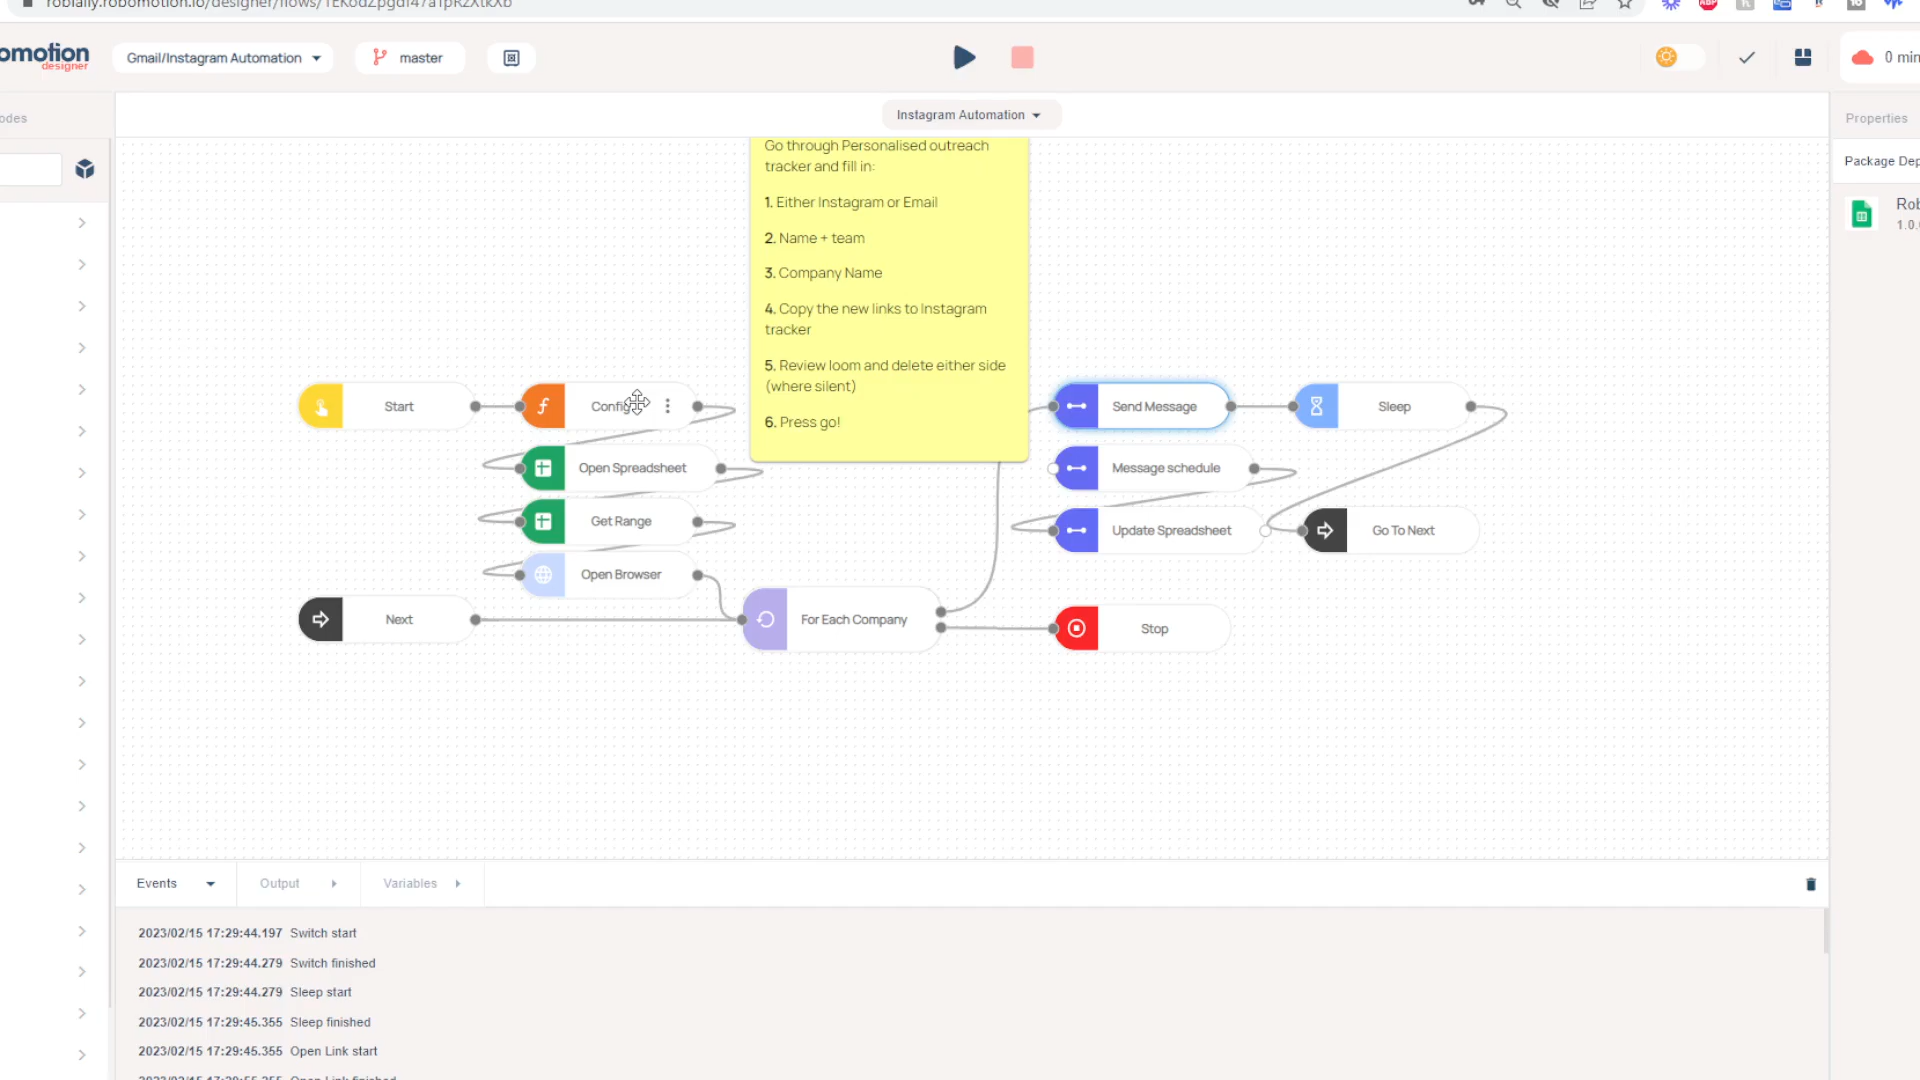 omotion
designer
Gmail/Instagram Automation
master
0 min
odes
Instagram Automation
Properties
Package Dep
Rob
1.0.
Go through Personalised outreach
tracker and fill in:
1. Either Instagram or Email
2. Name + team
3. Company Name
4. Copy the new links to Instagram
tracker
5. Review loom and delete either side
(where silent)
6. Press go!
Start
Config
Send Message
Sleep
Open Spreadsheet
Message schedule
Get Range
Update Spreadsheet
Go To Next
Open Browser
Next
For Each Company
Stop
Events
Output
Variables
2023/02/15 17:29:44.197 Switch start
2023/02/15 17:29:44.279 Switch finished
2023/02/15 17:29:44.279 Sleep start
2023/02/15 17:29:45.355 Sleep finished
2023/02/15 17:29:45.355 Open Link start